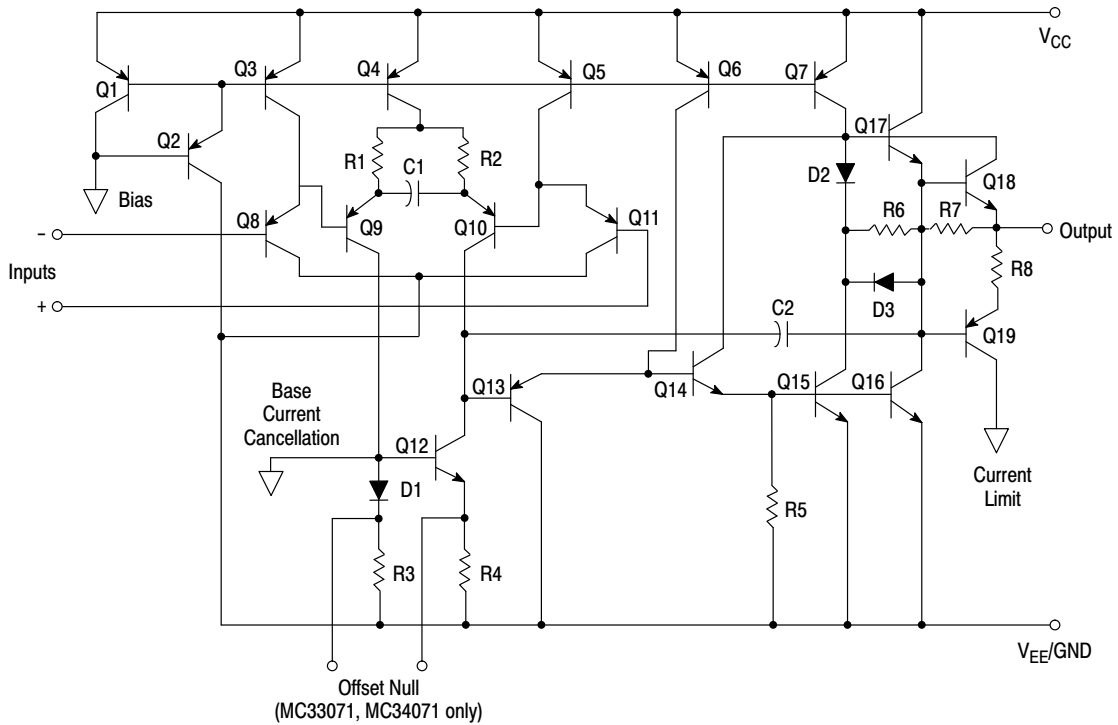 V_CC
Q1
Q3
Q4
Q5
Q6
Q7
Q2
Q17
R1
C1
R2
D2
Q18
Bias
Q8
Q9
Q10
Q11
R6
R7
Output
−
Inputs
+
R8
D3
C2
Q19
Q13
Q14
Q15
Q16
Base
Current
Cancellation
Q12
D1
Current
Limit
R5
R3
R4
V_EE/GND
Offset Null
(MC33071, MC34071 only)